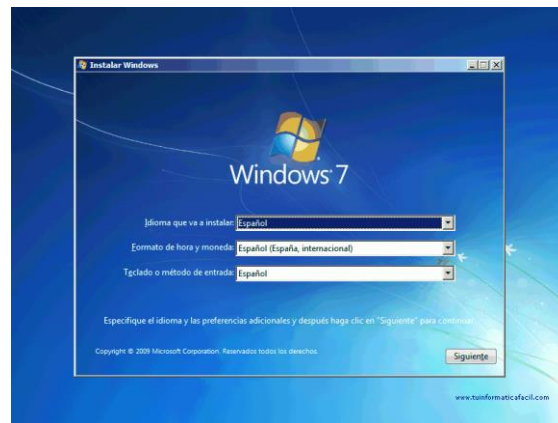 Instalar Windows
Windows 7
Idioma que va a instalar: Español
Formato de hora y moneda: Español (España, internacional)
Teclado o método de entrada: Español
Especifique el idioma y las preferencias adicionales y después haga clic en "Siguiente" para continuar.
Copyright © 2009 Microsoft Corporation. Reservados todos los derechos.
Siguiente
www.tuinformaticafacil.com